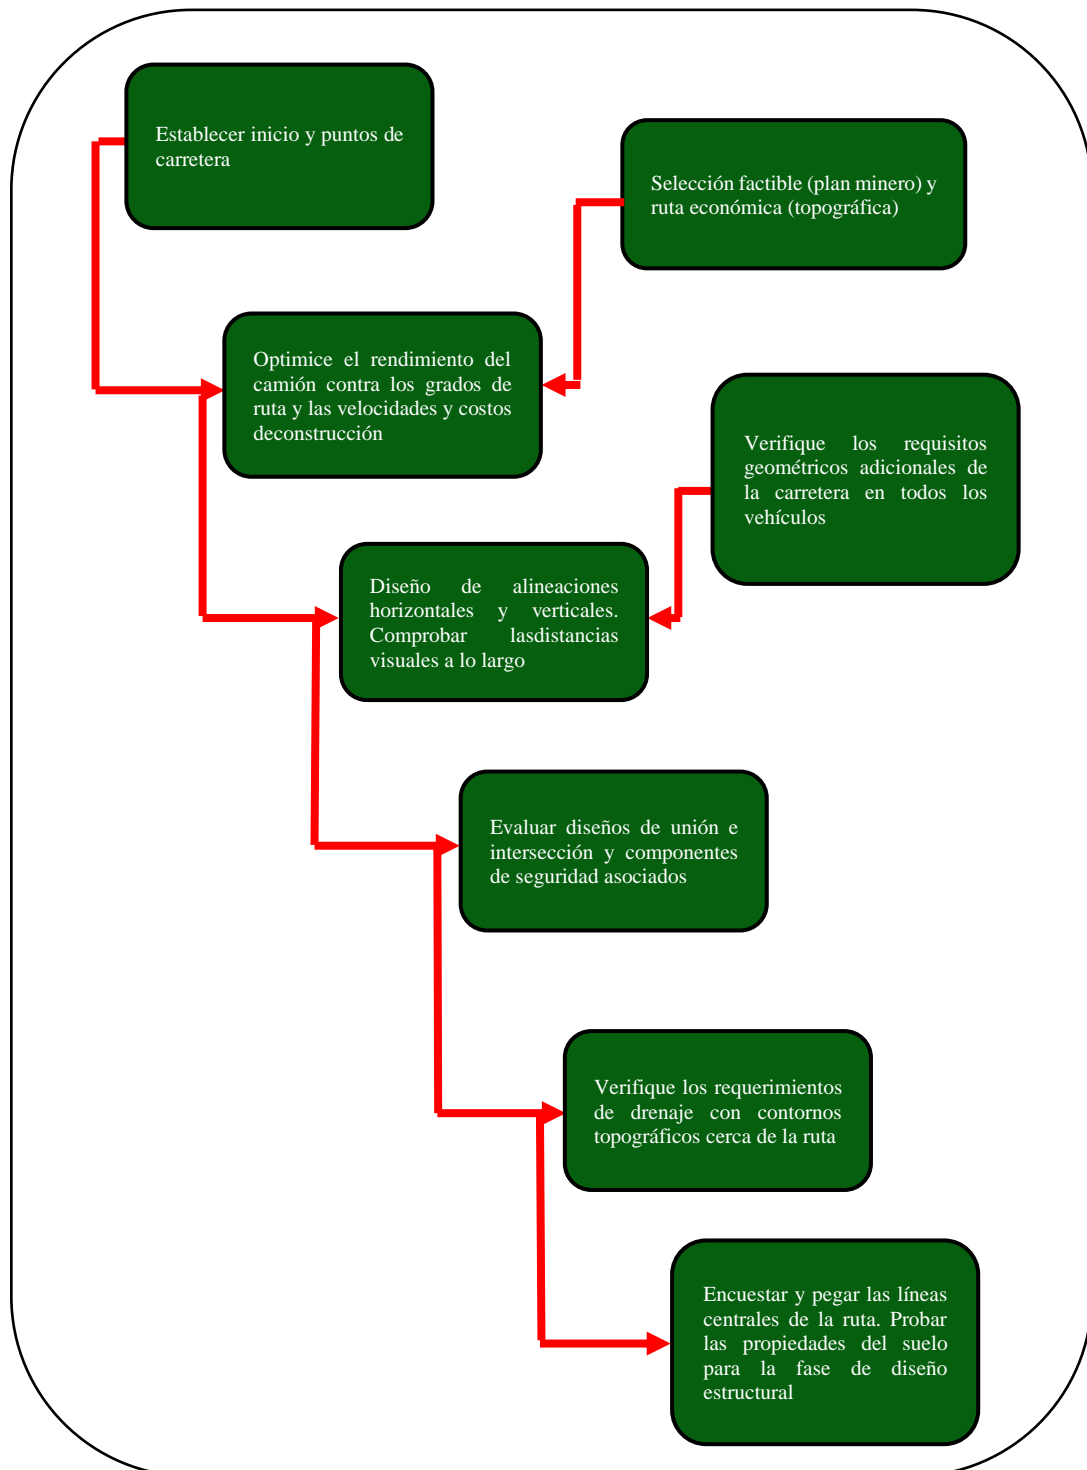 Establecer inicio y puntos de
carretera
Selección factible (plan minero) y
ruta económica (topográfica)
Optimice el rendimiento del
camión contra los grados de
ruta y las velocidades y costos
deconstrucción
Verifique los requisitos
geométricos adicionales de
la carretera en todos los
vehículos
Diseño de alineaciones
horizontales y verticales.
Comprobar lasdistancias
visuales a lo largo
Evaluar diseños de unión e
intersección y componentes
de seguridad asociados
Verifique los requerimientos
de drenaje con contornos
topográficos cerca de la ruta
Encuestar y pegar las líneas
centrales de la ruta. Probar
las propiedades del suelo
para la fase de diseño
estructural